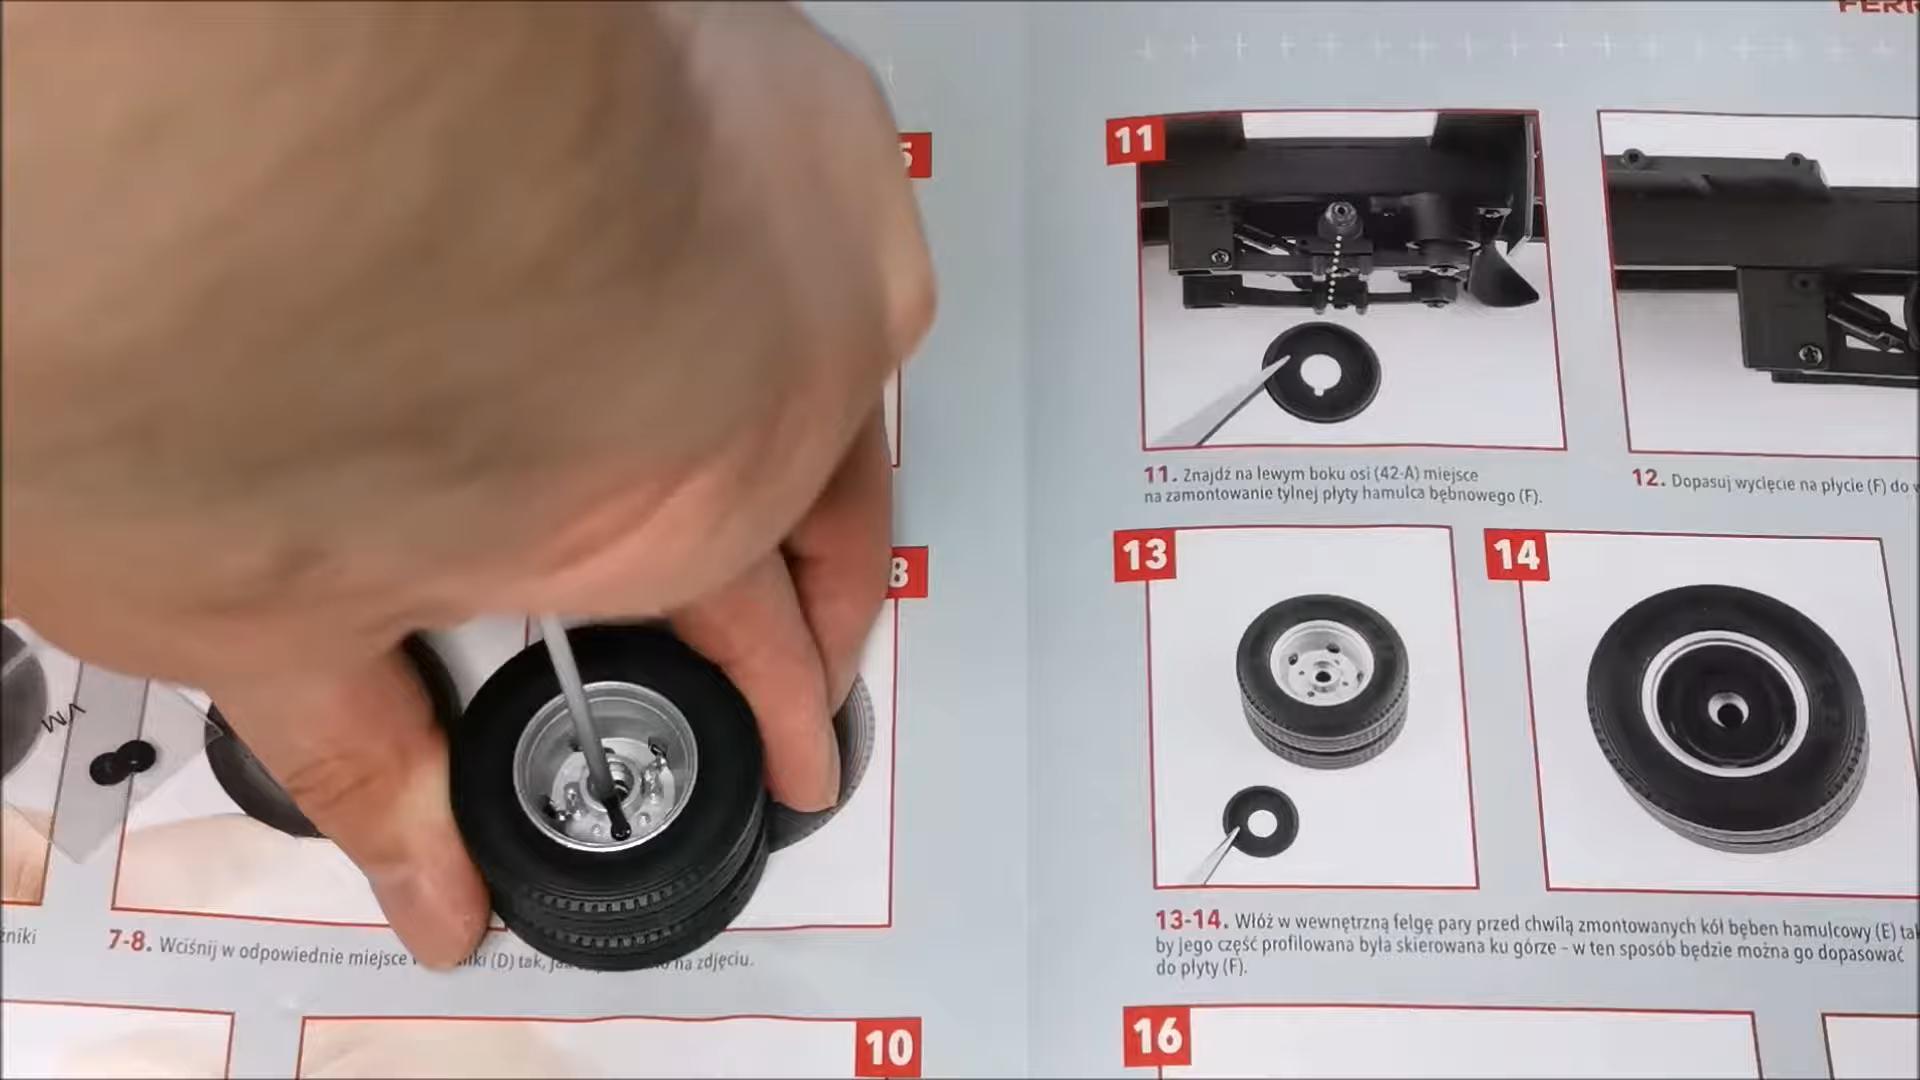 FERR
5
11
11. Znajdź na lewym boku osi (42-A) miejsce
na zamontowanie tylnej płyty hamulca bębnowego (F).
12. Dopasuj wycięcie na płycie (F) do
8
13
14
VM
7-8. Wciśnij w odpowiednie miejsce (D) tak, na zdjęciu.
13-14. Włóż w wewnętrzną felgę pary przed chwilą zmontowanych kół bęben hamulcowy (E) tak
by jego część profilowana była skierowana ku górze – w ten sposób będzie można go dopasować
do płyty (F).
10
16